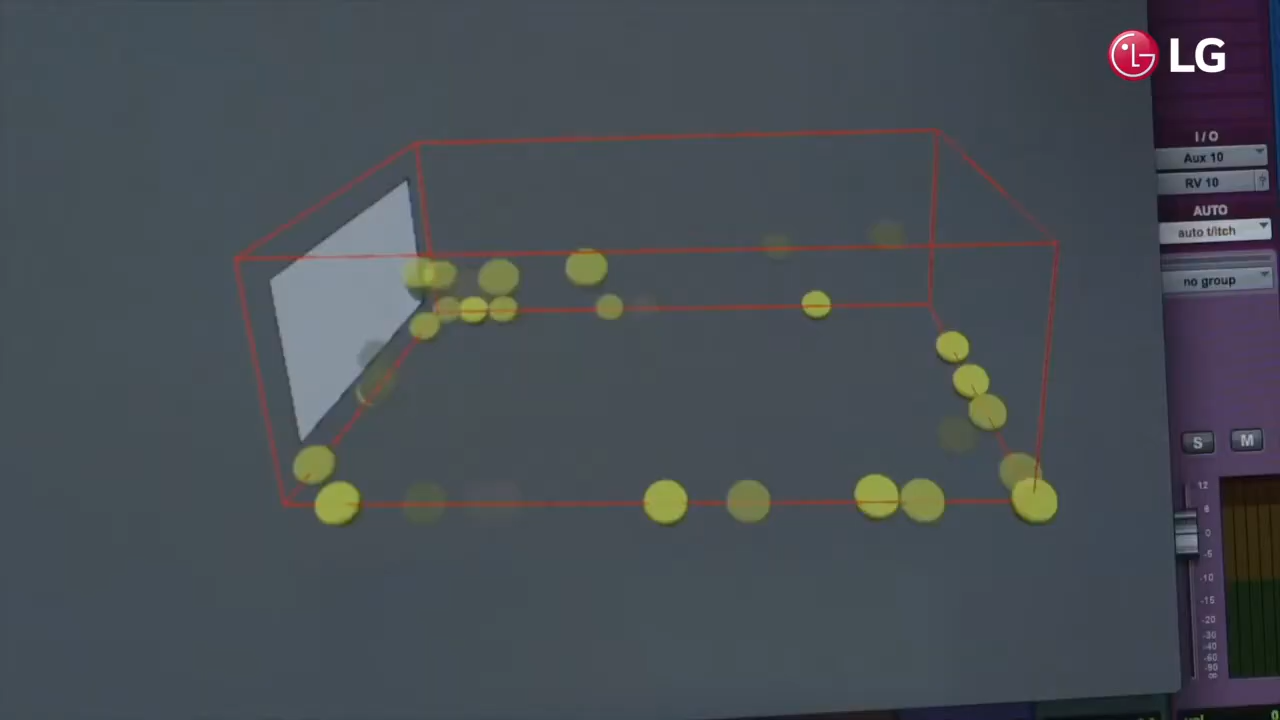 LG
I/O
Aux 10
RV 10
AUTO
auto t/itch
no group
S M
12
6
0
-5
-10
-15
-20
-30
-40
-60
-90
∞